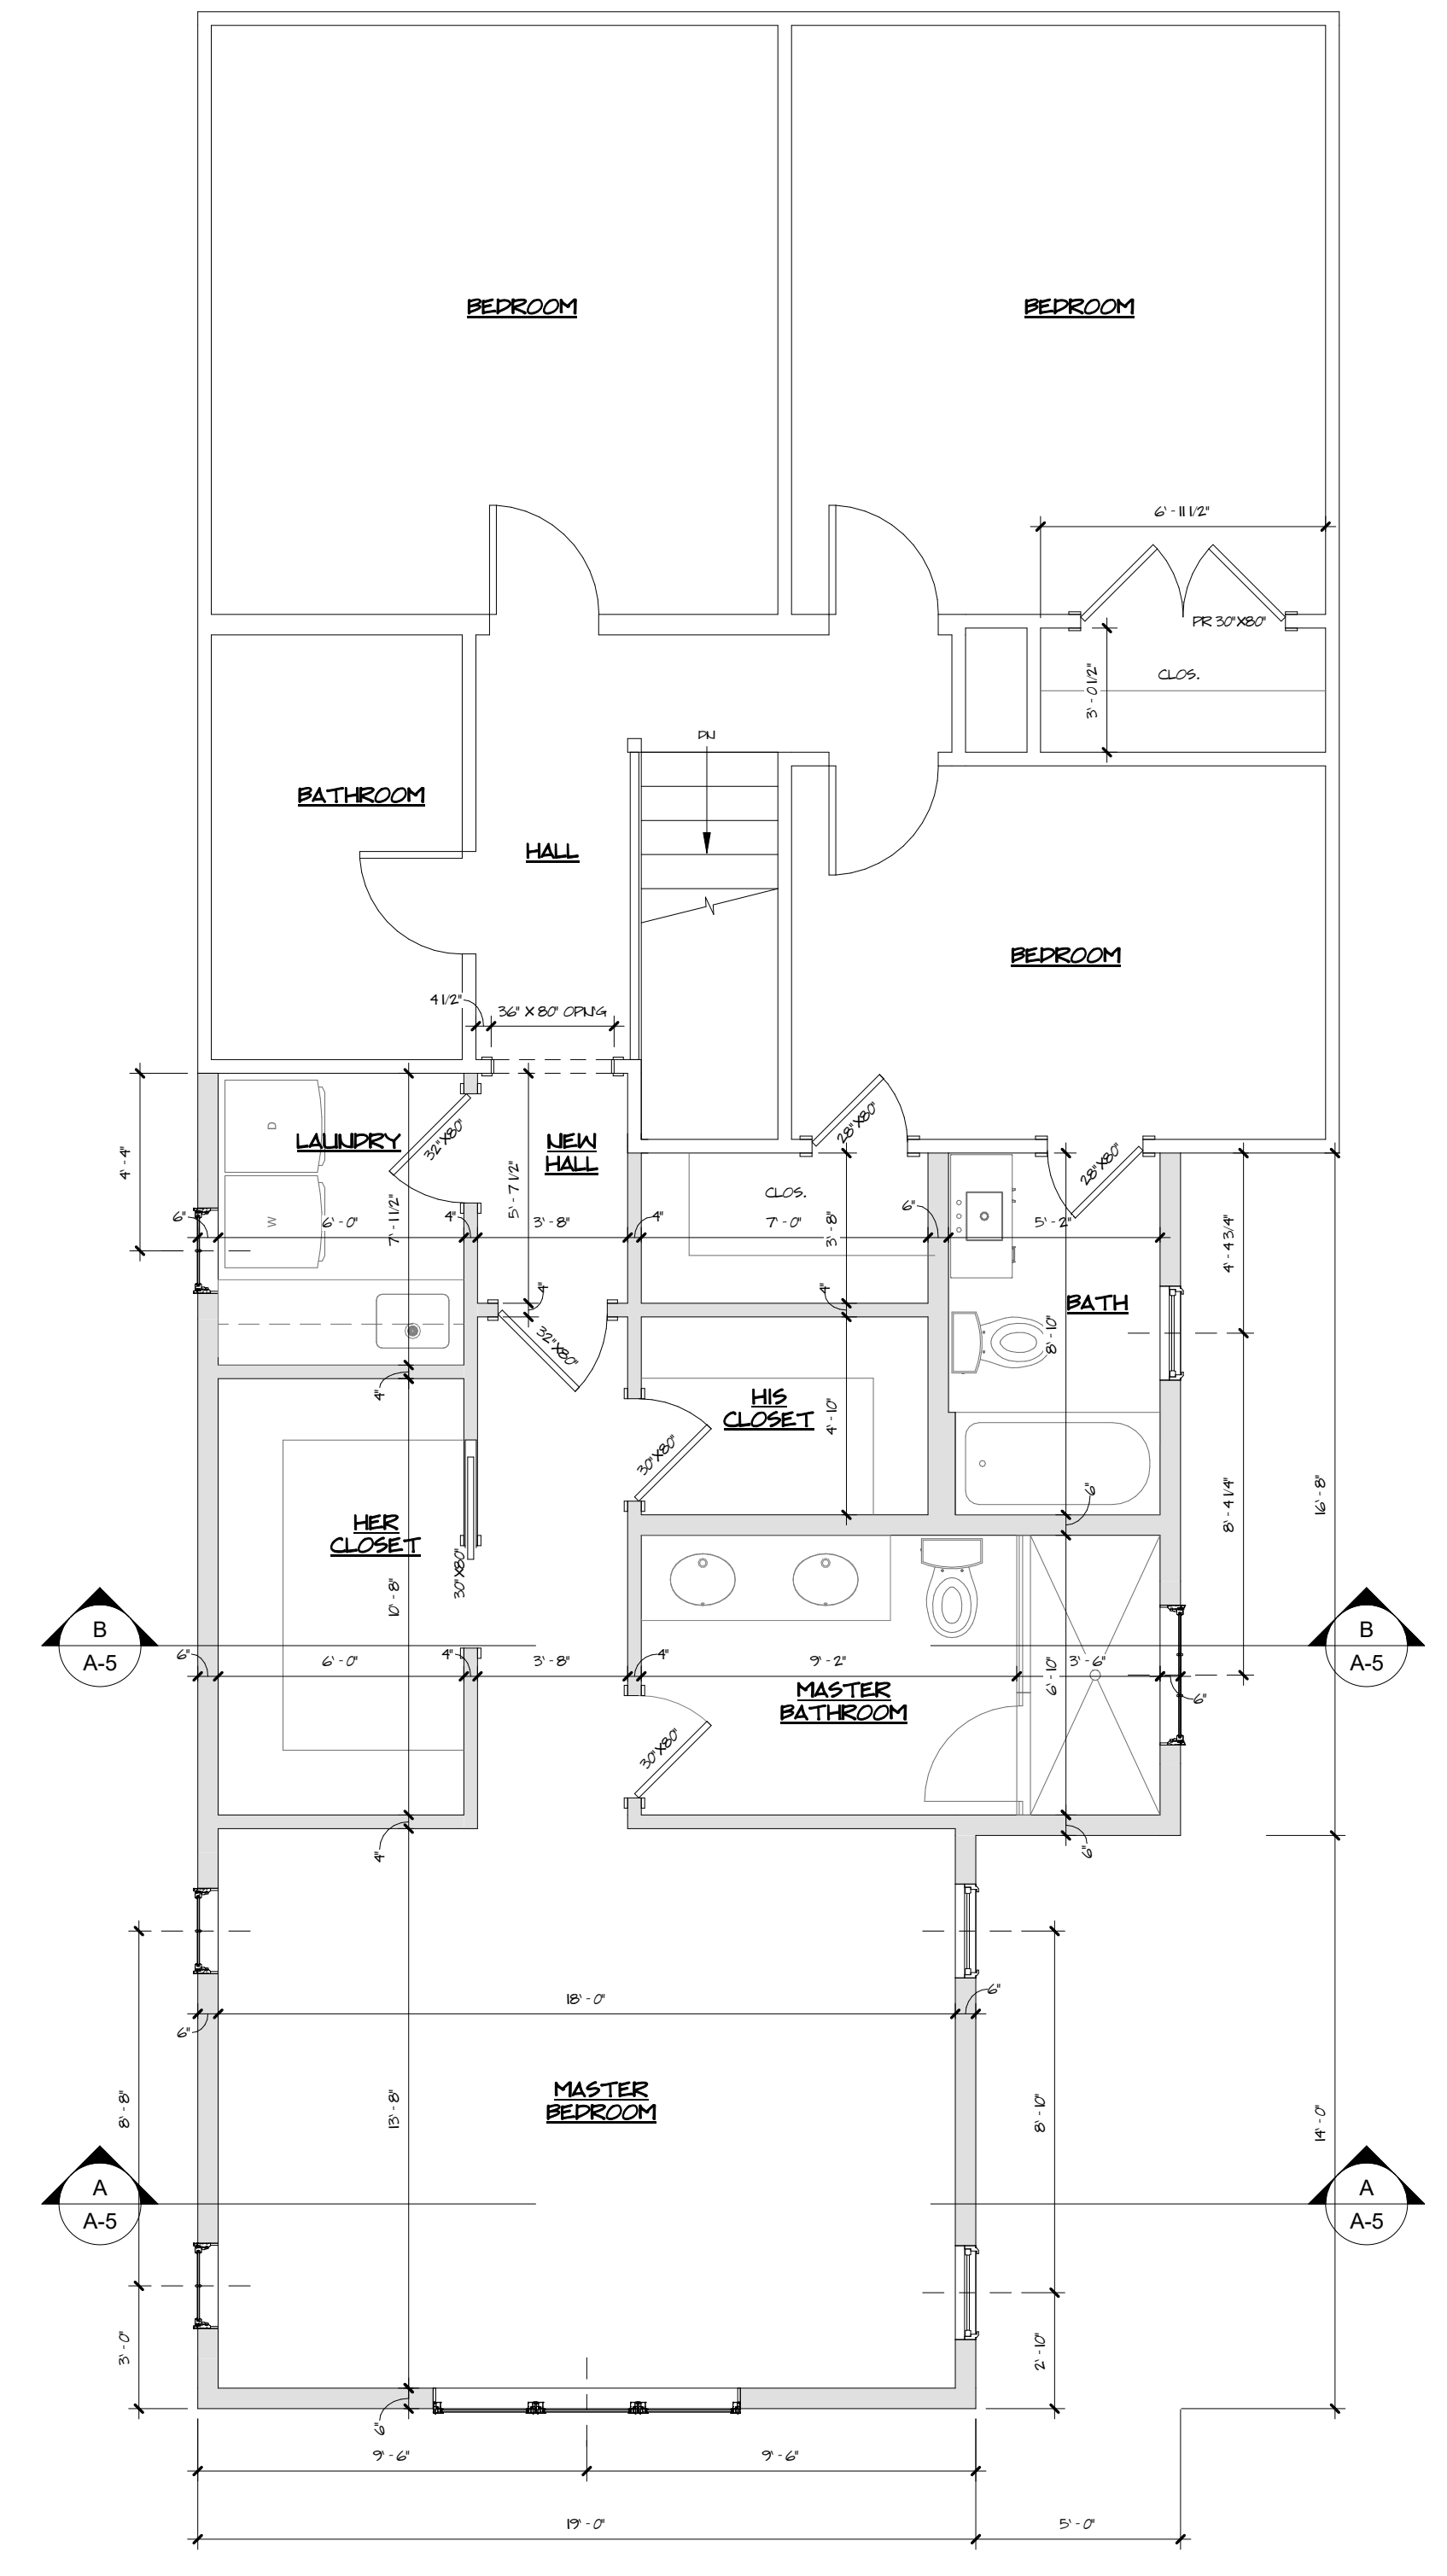 BEDROOM
BEDROOM
6'-11 1/2"
PR 30"X80"
CLOS.
3'-0 1/2"
DN
BATHROOM
HALL
BEDROOM
4 1/2"
36" X 80" OPN'G
4'-4"
D
LAUNDRY
32"X80"
NEW
HALL
28"X80"
28"X80"
W
6"
6'-0"
7'-11 1/2"
4"
5'-7 1/2"
3'-8"
4"
CLOS.
7'-0"
3'-8"
6"
5'-2"
4'-4 3/4"
4"
4"
BATH
32"X80"
8'-10"
4"
HIS
CLOSET
4'-10"
30"X80"
6"
8'-4 1/4"
16'-8"
HER
CLOSET
30"X80"
10'-8"
B
A-5
B
A-5
6"
6'-0"
4"
3'-8"
4"
9'-2"
6'-10"
3'-6"
6"
MASTER
BATHROOM
30"X80"
4"
6"
18'-0"
6"
6"
MASTER
BEDROOM
8'-8"
13'-8"
8'-10"
14'-0"
A
A-5
A
A-5
3'-0"
2'-10"
6"
9'-6"
9'-6"
19'-0"
5'-0"